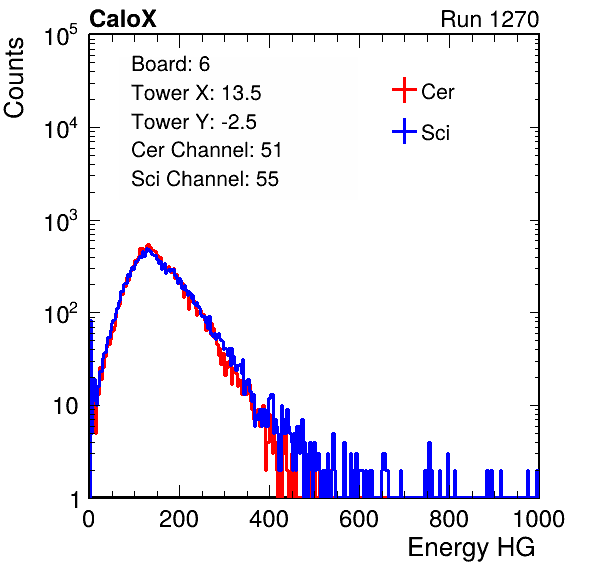 CaloX Run 1270
Counts
10^5
10^4
10^3
10^2
10
1
Board: 6
Tower X: 13.5
Tower Y: -2.5
Cer Channel: 51
Sci Channel: 55
Cer
Sci
0 200 400 600 800 1000
Energy HG